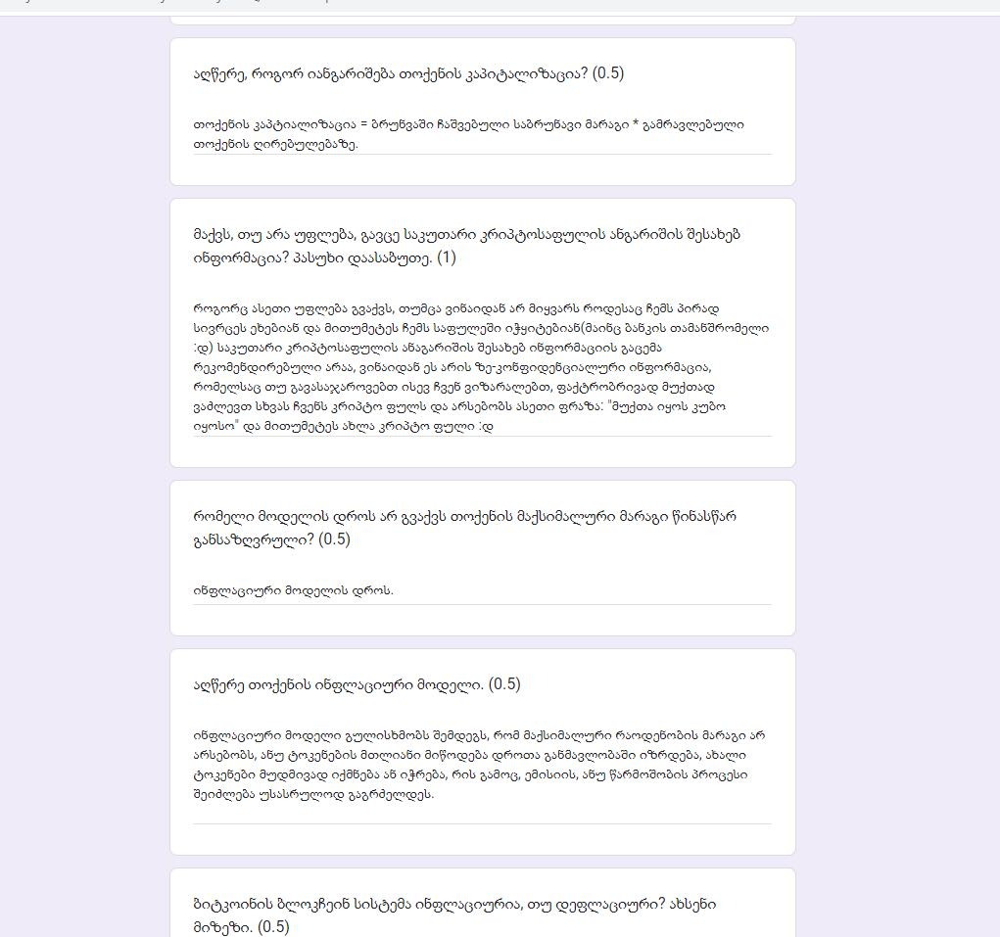 აღწერე, როგორ იანგარიშება თოქენის კაპიტალიზაცია? (0.5)
თოქენის კაპტიალიზაცია = ბრუნვაში ჩაშვებული საბრუნავი მარაგი * გამრავლებული
თოქენის ღირებულებაზე.
მაქვს, თუ არა უფლება, გავცე საკუთარი კრიპტოსაფულის ანგარიშის შესახებ
ინფორმაცია? პასუხი დაასაბუთე. (1)
როგორც ასეთი უფლება გვაქვს, თუმცა ვინაიდან არ მიყვარს როდესაც ჩემს პირად
სივრცეს ეხებიან და მითუმეტეს ჩემს საფულეში იჭყიტებიან(მაინც ბანკის თამანშრომელი
:დ) საკუთარი კრიპტოსაფულის ანაგარიშის შესახებ ინფორმაციის გაცემა
რეკომენდირებული არაა, ვინაიდან ეს არის ზე-კონფიდენციალური ინფორმაცია,
რომელსაც თუ გავასაჯაროვებთ ისევ ჩვენ ვიზარალებთ, ფაქტრობრივად მუქთად
ვაძლევთ სხვას ჩვენს კრიპტო ფულს და არსებობს ასეთი ფრაზა: "მუქთა იყოს კუბო
იყოსო" და მითუმეტეს ახლა კრიპტო ფული :დ
რომელი მოდელის დროს არ გვაქვს თოქენის მაქსიმალური მარაგი წინასწარ
განსაზღვრული? (0.5)
ინფლაციური მოდელის დროს.
აღწერე თოქენის ინფლაციური მოდელი. (0.5)
ინფლაციური მოდელი გულისხმობს შემდეგს, რომ მაქსიმალური რაოდენობის მარაგი არ
არსებობს, ანუ ტოკენების მთლიანი მიწოდება დროთა განმავლობაში იზრდება, ახალი
ტოკენები მუდმივად იქმნება ან იჭრება, რის გამოც, ემისიის, ანუ წარმოშობის პროცესი
შეიძლება უსასრულოდ გაგრძელდეს.
ბიტკოინის ბლოკჩეინ სისტემა ინფლაციურია, თუ დეფლაციური? ახსენი
მიზეზი. (0.5)